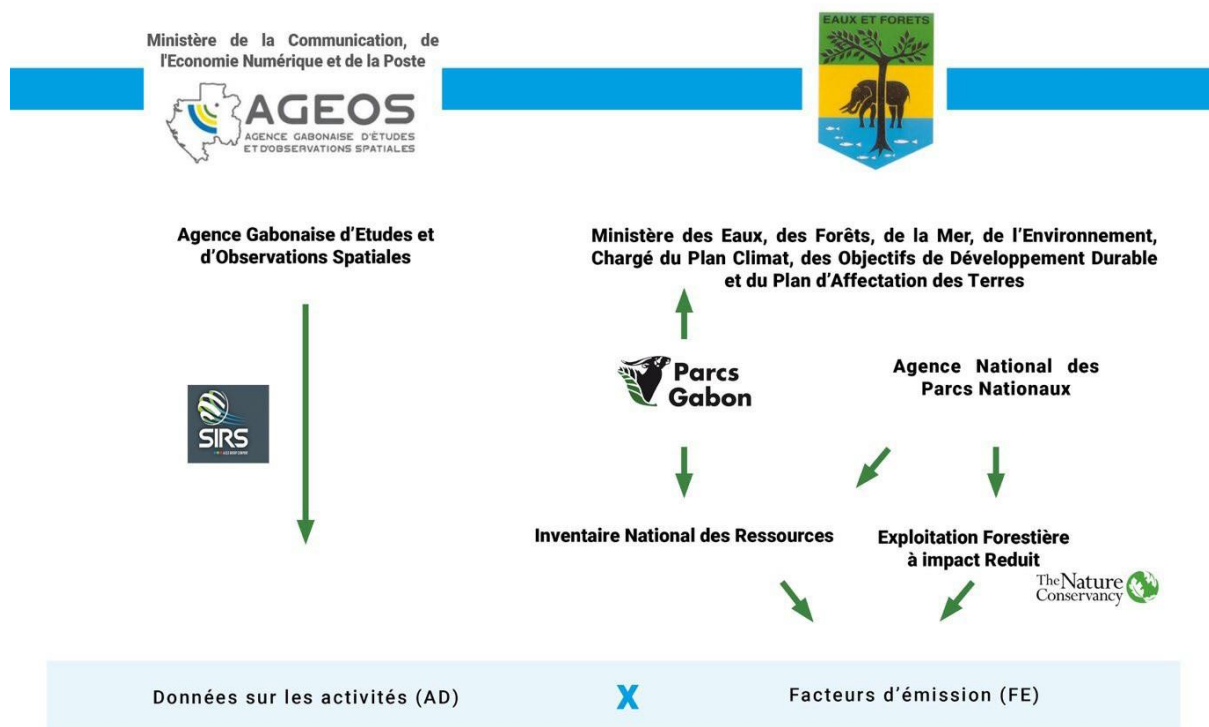 Ministère de la Communication, de
l'Economie Numérique et de la Poste
AGEOS
AGENCE GABONAISE D'ÉTUDES
ET D'OBSERVATIONS SPATIALES
EAUX ET FORETS
Agence Gabonaise d'Etudes et
d'Observations Spatiales
Ministère des Eaux, des Forêts, de la Mer, de l'Environnement,
Chargé du Plan Climat, des Objectifs de Développement Durable
et du Plan d'Affectation des Terres
Parcs
Gabon
Agence National des
Parcs Nationaux
SIRS
Inventaire National des Ressources
Exploitation Forestière
à impact Reduit
The Nature
Conservancy
Données sur les activités (AD)
X
Facteurs d'émission (FE)